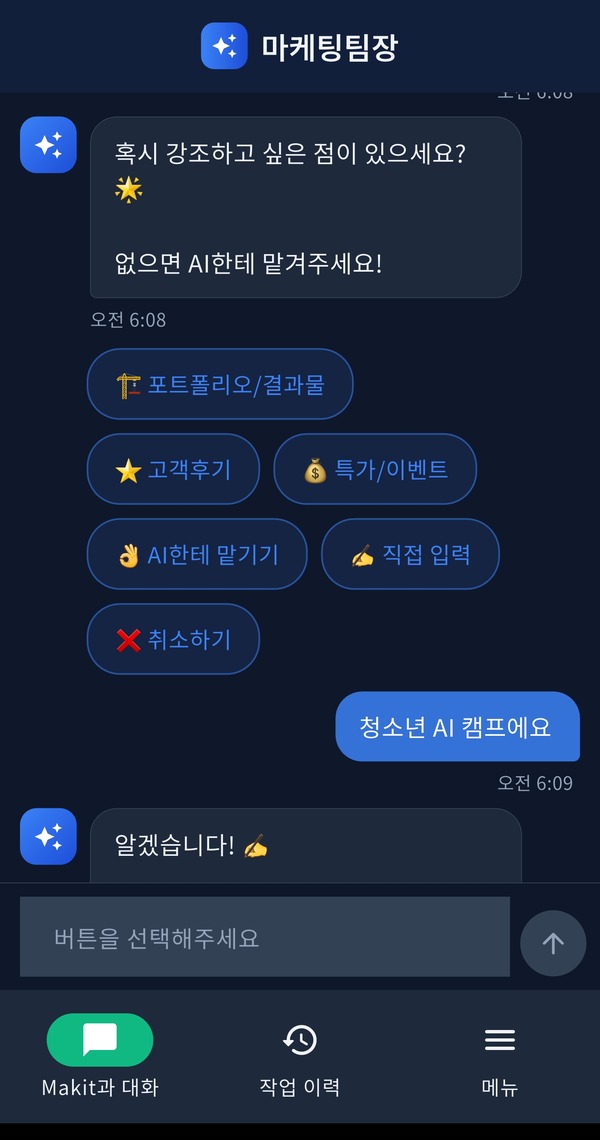 마케팅팀장
오전 6:08
혹시 강조하고 싶은 점이 있으세요?
🌟
없으면 AI한테 맡겨주세요!
오전 6:08
🏗️ 포트폴리오/결과물
⭐ 고객후기
💰 특가/이벤트
👌 AI한테 맡기기
✍️ 직접 입력
❌ 취소하기
청소년 AI 캠프에요
오전 6:09
알겠습니다! ✍️
버튼을 선택해주세요
Makit과 대화
작업 이력
메뉴